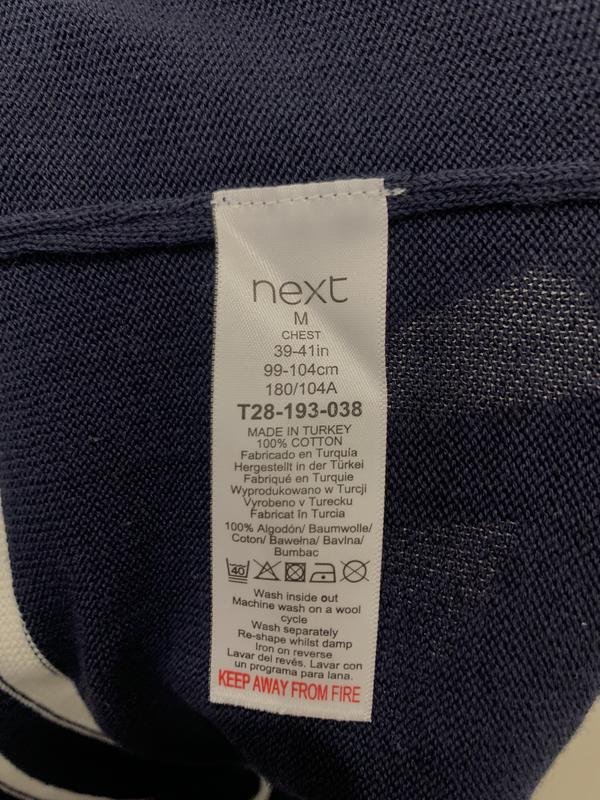 next
M
CHEST
39-41in
99-104cm
180/104A
T28-193-038
MADE IN TURKEY
100% COTTON
Fabricado en Turquía
Hergestellt in der Türkei
Fabriqué en Turquie
Wyprodukowano w Turcji
Vyrobeno v Turecku
Fabricat în Turcia
100% Algodón/ Baumwolle/
Coton/ Bawełna/ Bavlna/
Bumbac
40
Wash inside out
Machine wash on a wool
cycle
Wash separately
Re-shape whilst damp
Iron on reverse
Lavar del revés. Lavar con
un programa para lana.
KEEP AWAY FROM FIRE